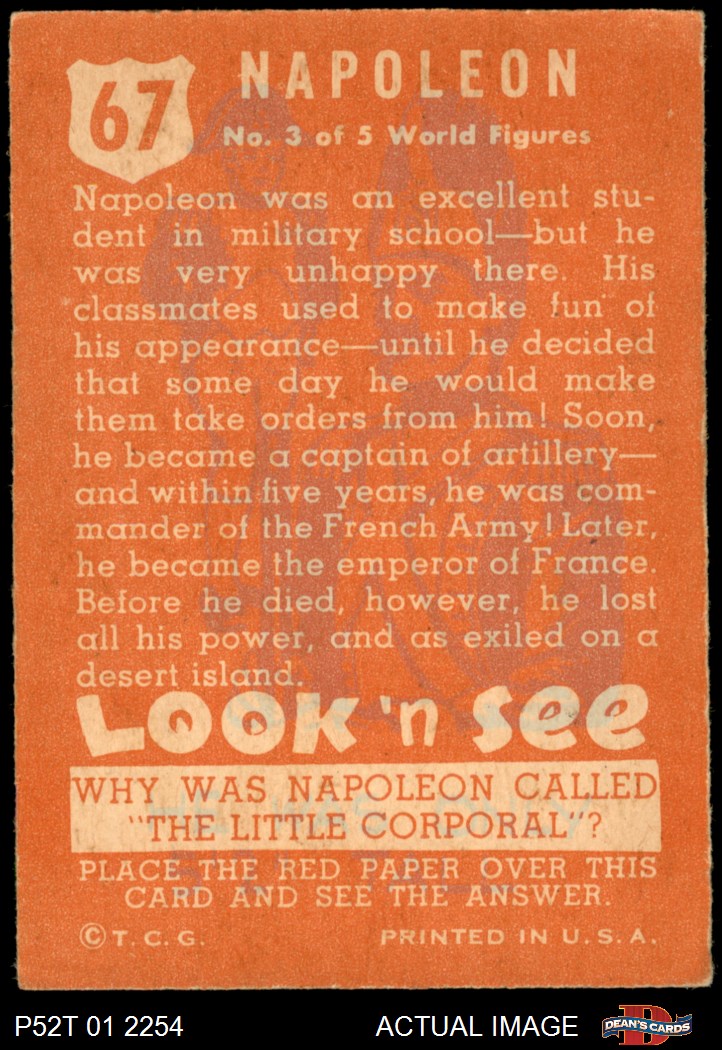 67
NAPOLEON
No. 3 of 5 World Figures
Napoleon was an excellent stu-
dent in military school—but he
was very unhappy there. His
classmates used to make fun of
his appearance—until he decided
that some day he would make
them take orders from him! Soon,
he became a captain of artillery—
and within five years, he was com-
mander of the French Army! Later,
he became the emperor of France.
Before he died, however, he lost
all his power, and as exiled on a
desert island.
LOOK 'n SEE
WHY WAS NAPOLEON CALLED
"THE LITTLE CORPORAL"?
PLACE THE RED PAPER OVER THIS
CARD AND SEE THE ANSWER.
© T. C. G. PRINTED IN U. S. A.
P52T 01 2254 ACTUAL IMAGE D DEAN'S CARDS